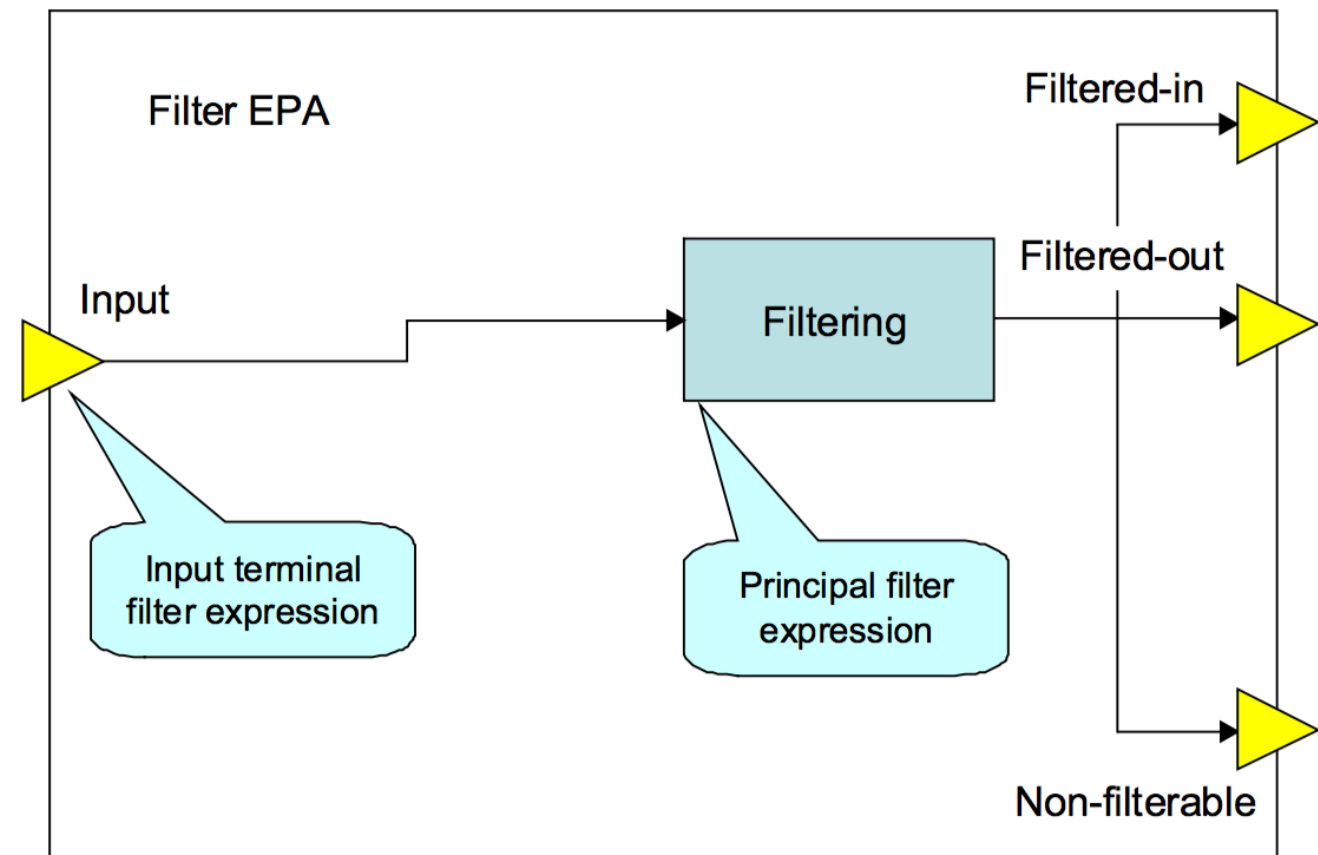 Filter EPA
Filtered-in
Input
Filtering
Filtered-out
Input terminal
filter expression
Principal filter
expression
Non-filterable